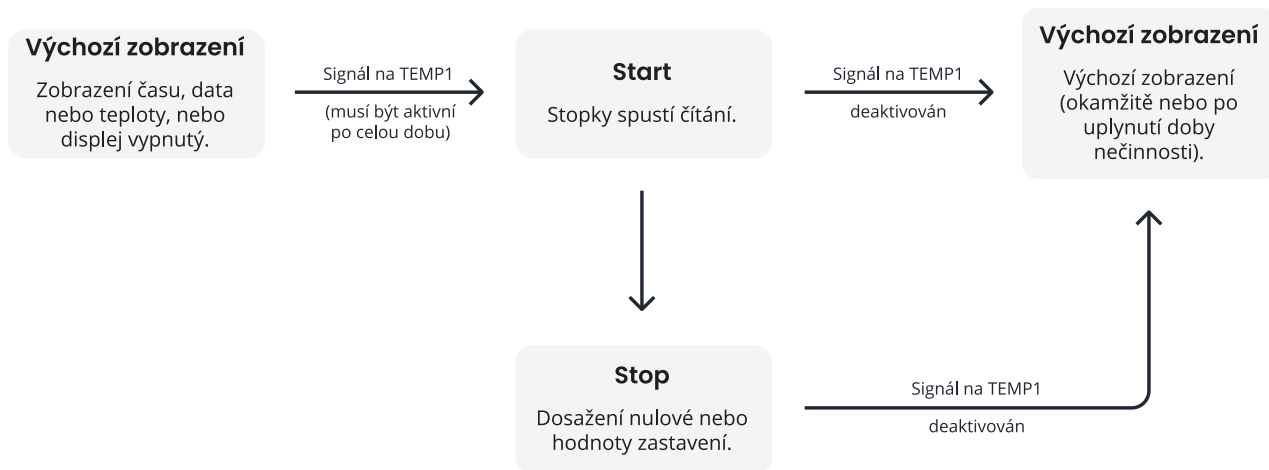 Výchozí zobrazení
Zobrazení času, data
nebo teploty, nebo
displej vypnutý.
Signál na TEMP1
(musí být aktivní
po celou dobu)
Start
Stopky spustí čítání.
Signál na TEMP1
deaktivován
Výchozí zobrazení
Výchozí zobrazení
(okamžitě nebo po
uplynutí doby
nečinnosti).
Stop
Dosažení nulové nebo
hodnoty zastavení.
Signál na TEMP1
deaktivován